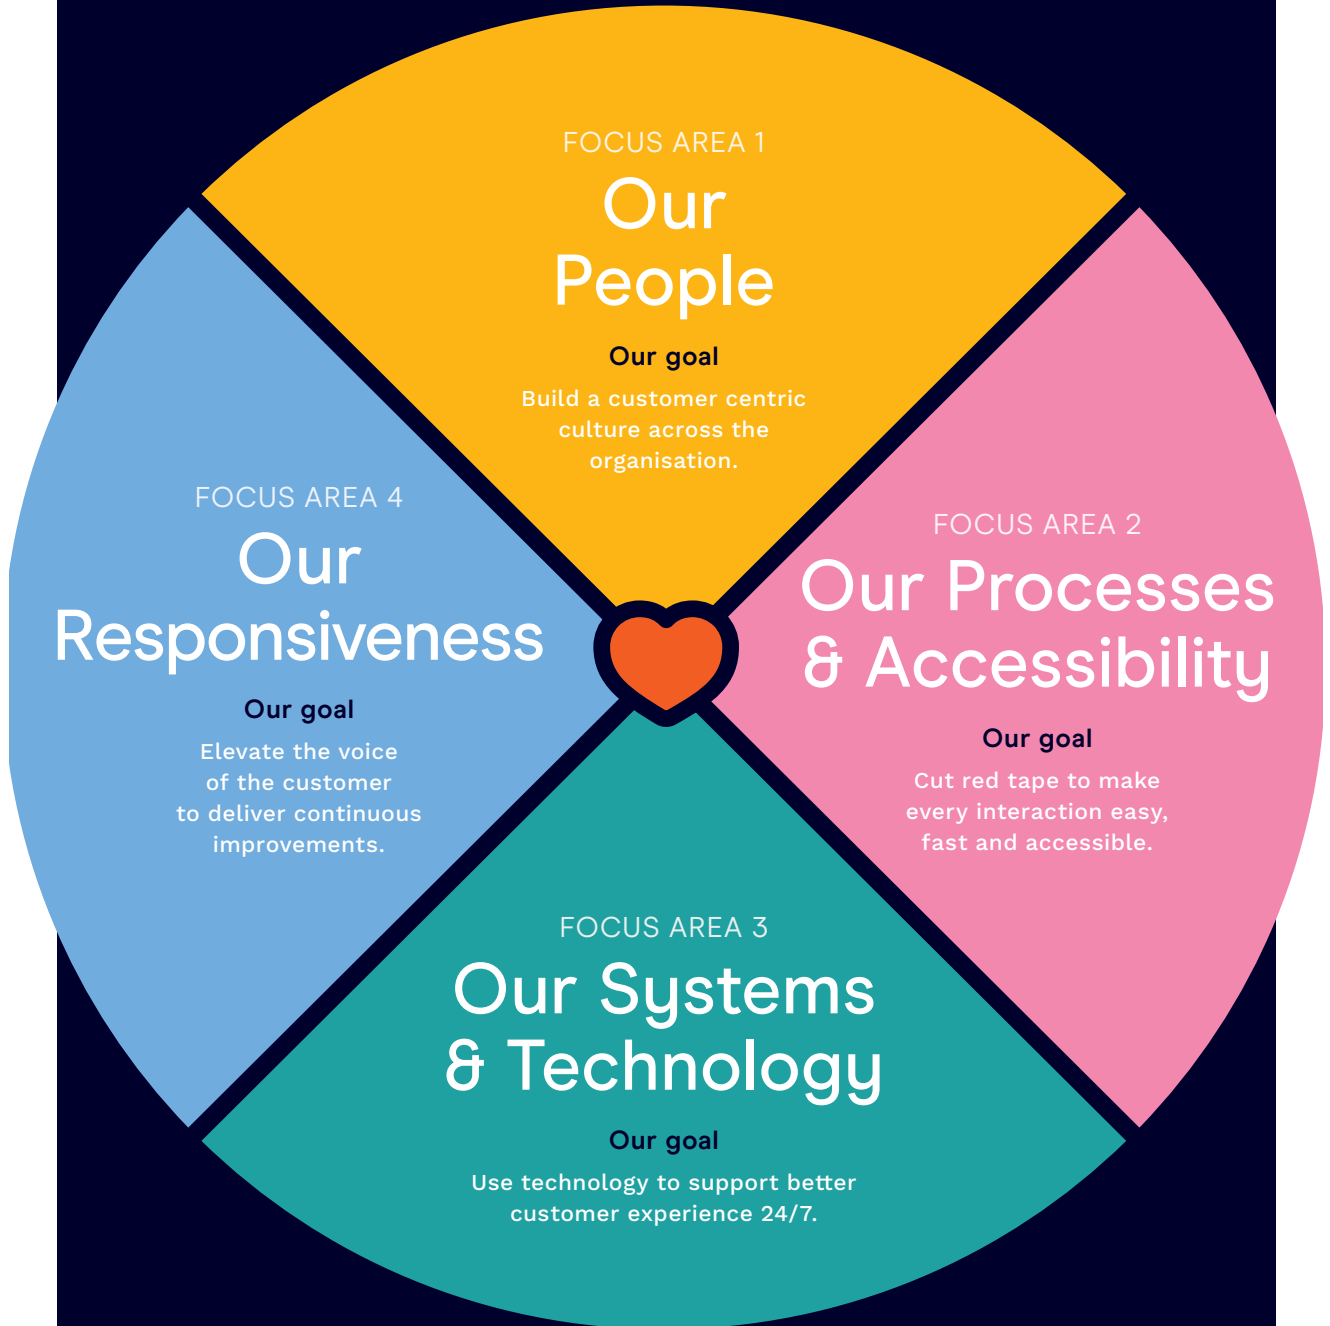 FOCUS AREA 1
Our
People
Our goal
Build a customer centric
culture across the
organisation.
FOCUS AREA 2
Our Processes
& Accessibility
Our goal
Cut red tape to make
every interaction easy,
fast and accessible.
FOCUS AREA 3
Our Systems
& Technology
Our goal
Use technology to support better
customer experience 24/7.
FOCUS AREA 4
Our
Responsiveness
Our goal
Elevate the voice
of the customer
to deliver continuous
improvements.